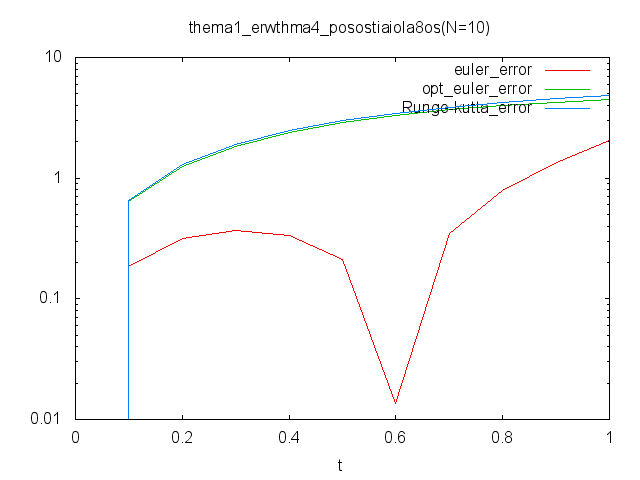 thema1_erwthma4_posostiaiola8os(N=10)
10
1
0.1
0.01
euler_error
opt_euler_error
Runge-kutta_error
0 0.2 0.4 0.6 0.8 1
t